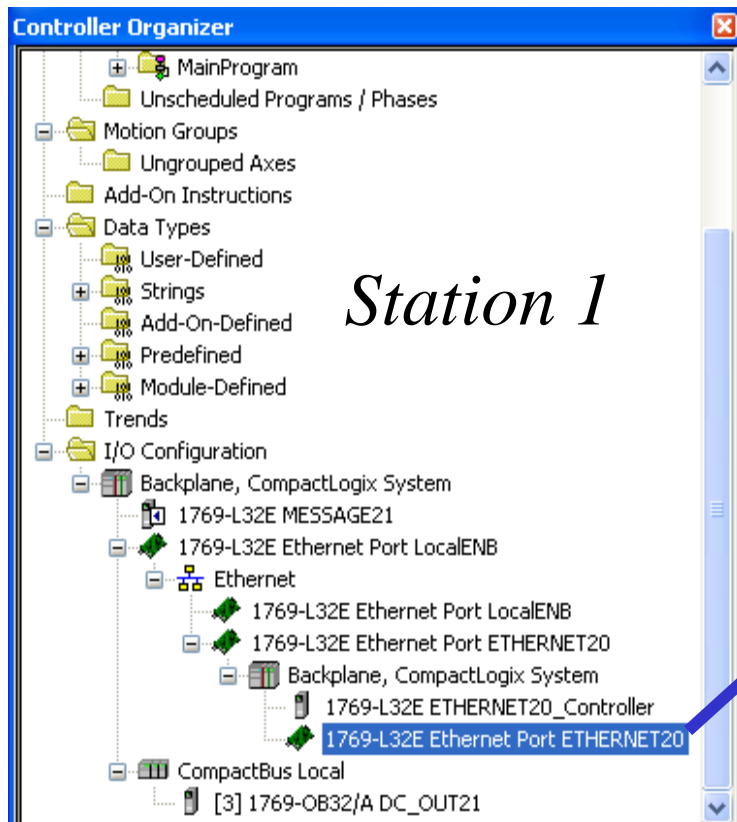 Controller Organizer
MainProgram
Unscheduled Programs / Phases
Motion Groups
Ungrouped Axes
Add-On Instructions
Data Types
User-Defined
Strings
Station 1
Add-On-Defined
Predefined
Module-Defined
Trends
I/O Configuration
Backplane, CompactLogix System
1769-L32E MESSAGE21
1769-L32E Ethernet Port LocalENB
Ethernet
1769-L32E Ethernet Port LocalENB
1769-L32E Ethernet Port ETHERNET20
Backplane, CompactLogix System
1769-L32E ETHERNET20_Controller
1769-L32E Ethernet Port ETHERNET20
CompactBus Local
[3] 1769-OB32/A DC_OUT21